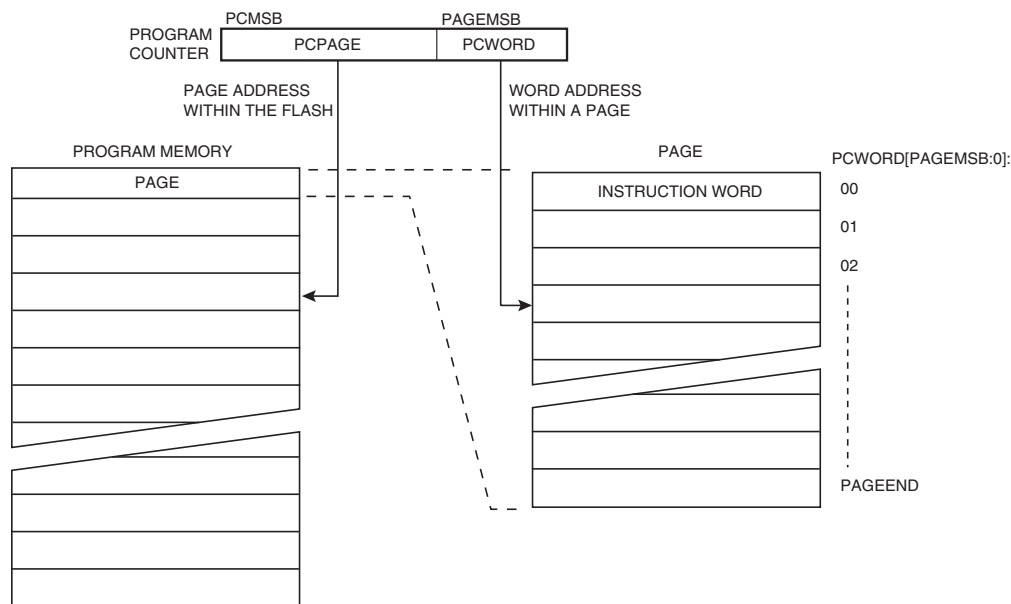 PCMSB
PAGEMSB
PROGRAM
COUNTER
PCPAGE
PCWORD
PAGE ADDRESS
WITHIN THE FLASH
WORD ADDRESS
WITHIN A PAGE
PROGRAM MEMORY
PAGE
PAGE
PCWORD[PAGEMSB:0]:
INSTRUCTION WORD
00
01
02
PAGEEND